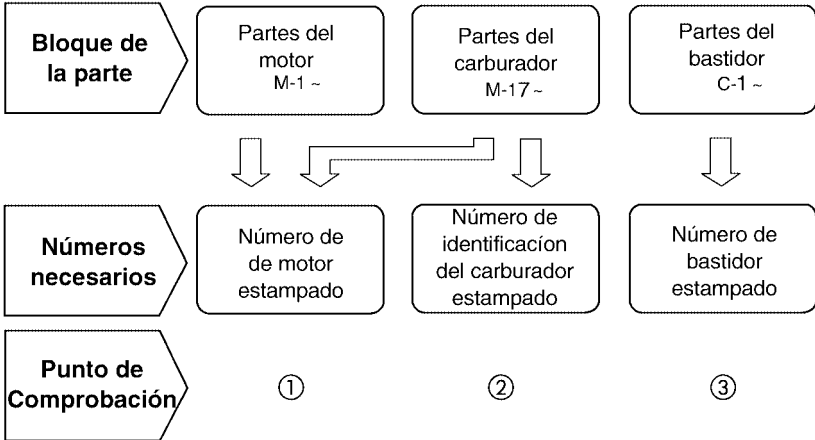 Bloque de
la parte
Partes del
motor
M-1 ~
Partes del
carburador
M-17 ~
Partes del
bastidor
C-1 ~
Números
necesarios
Número de
de motor
estampado
Número de
identificacíon
del carburador
estampado
Número de
bastidor
estampado
Punto de
Comprobación
①
②
③